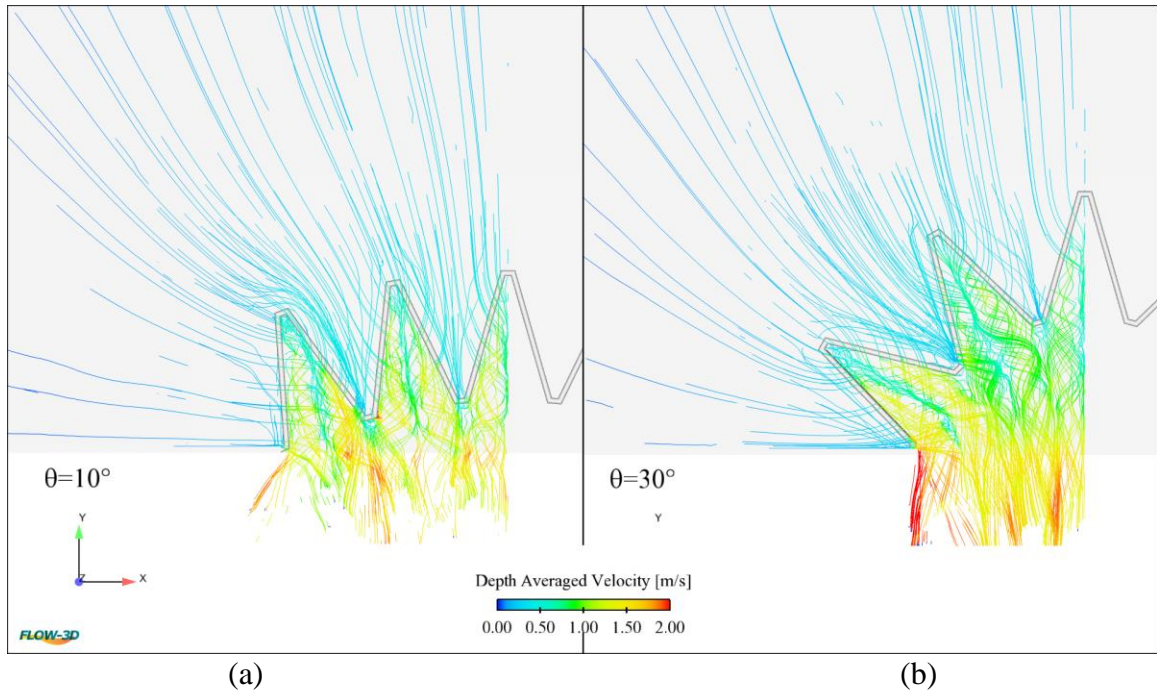 θ=10°
θ=30°
Y
Z
X
Y
Depth Averaged Velocity [m/s]
0.00 0.50 1.00 1.50 2.00
FLOW-3D
(a)
(b)